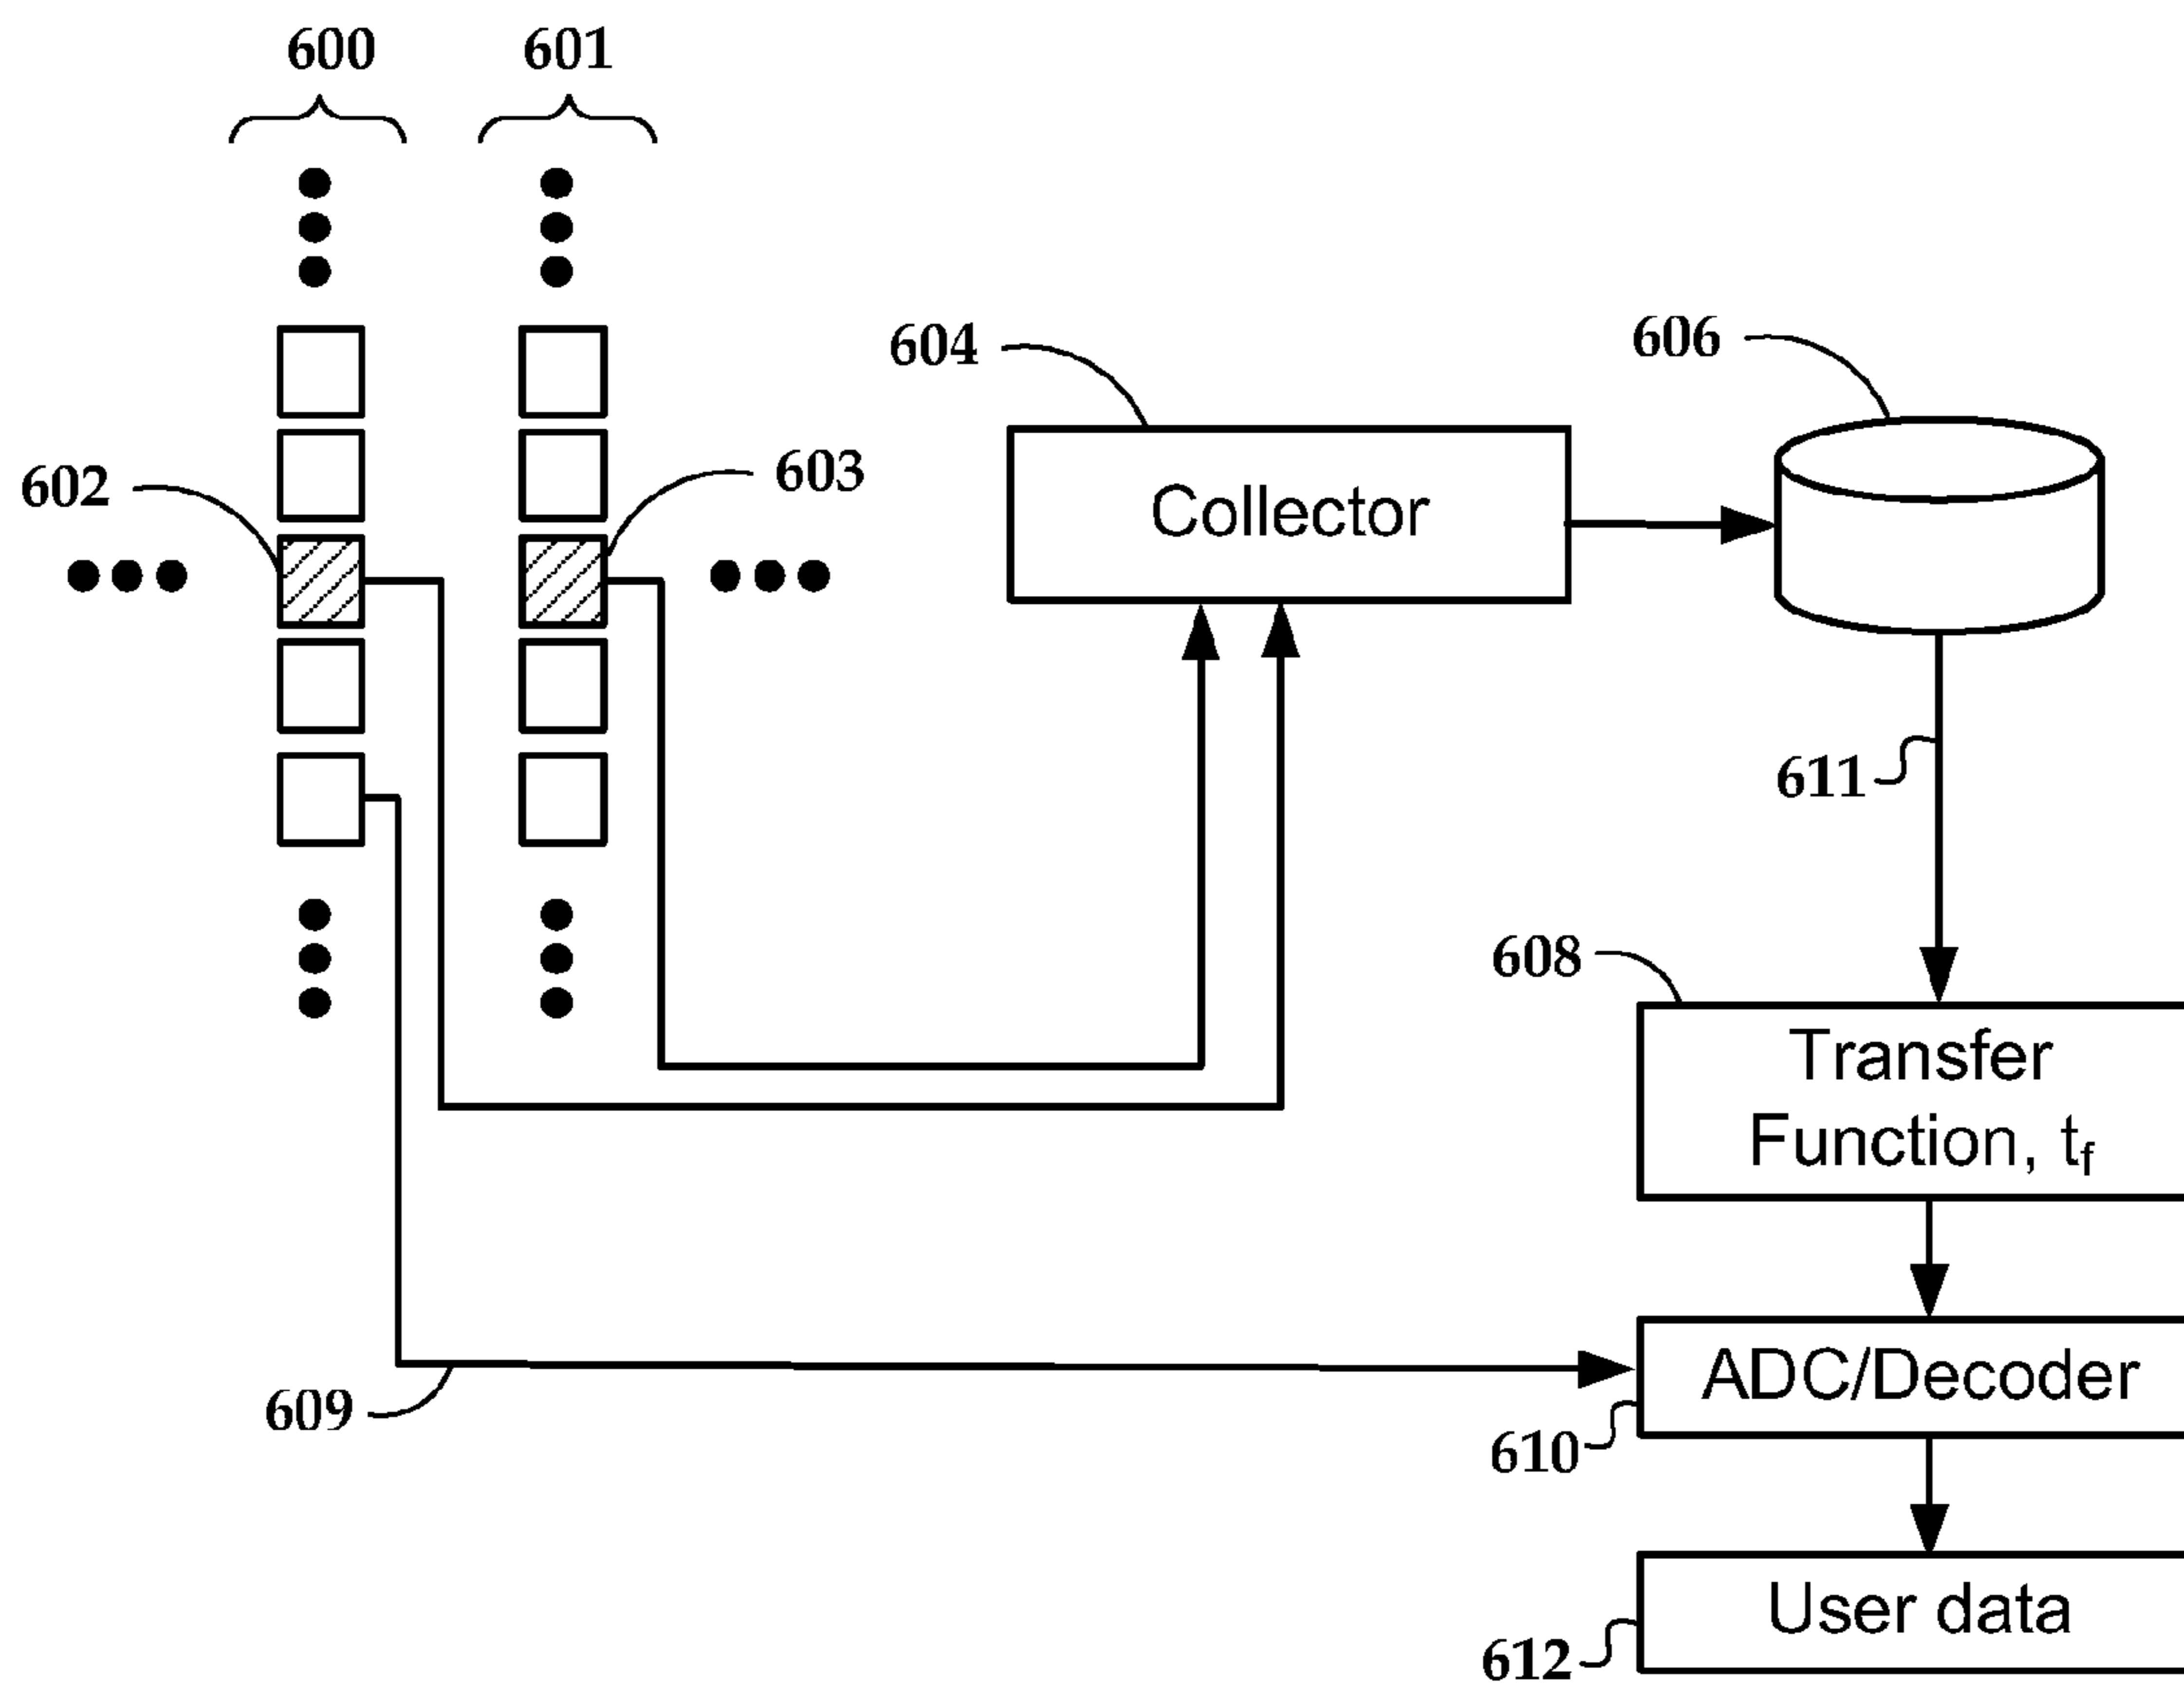 600
601
604
606
602
603
Collector
611
608
Transfer
Function, tf
ADC/Decoder
609
610
User data
612